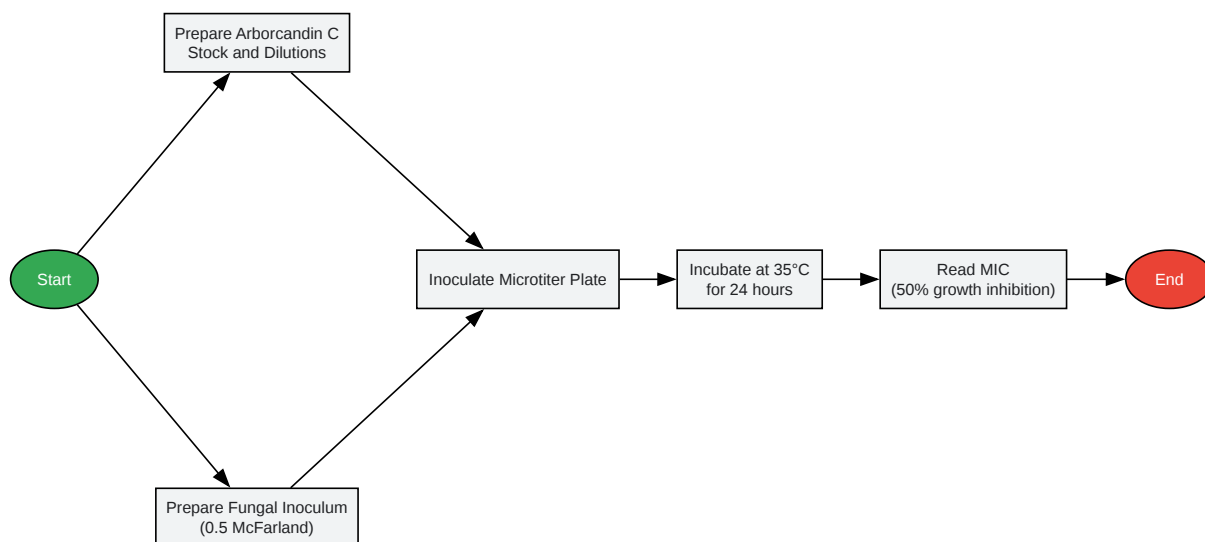 Prepare Arborcandin C
Stock and Dilutions
Start
Inoculate Microtiter Plate
Incubate at 35°C
for 24 hours
Read MIC
(50% growth inhibition)
End
Prepare Fungal Inoculum
(0.5 McFarland)